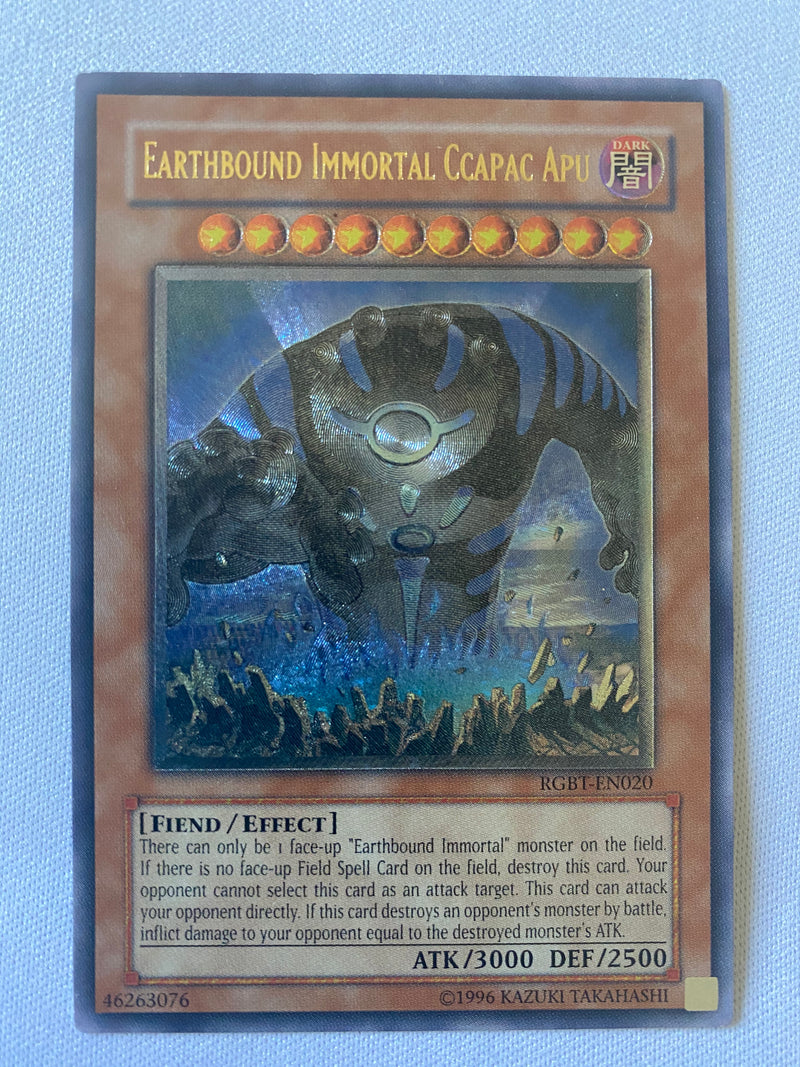 EARTHBOUND IMMORTAL CCAPAC APU
DARK
闇
RGBT-EN020
[FIEND/EFFECT]
There can only be 1 face-up "Earthbound Immortal" monster on the field.
If there is no face-up Field Spell Card on the field, destroy this card. Your
opponent cannot select this card as an attack target. This card can attack
your opponent directly. If this card destroys an opponent's monster by battle,
inflict damage to your opponent equal to the destroyed monster's ATK.
ATK/3000 DEF/2500
46263076 ©1996 KAZUKI TAKAHASHI